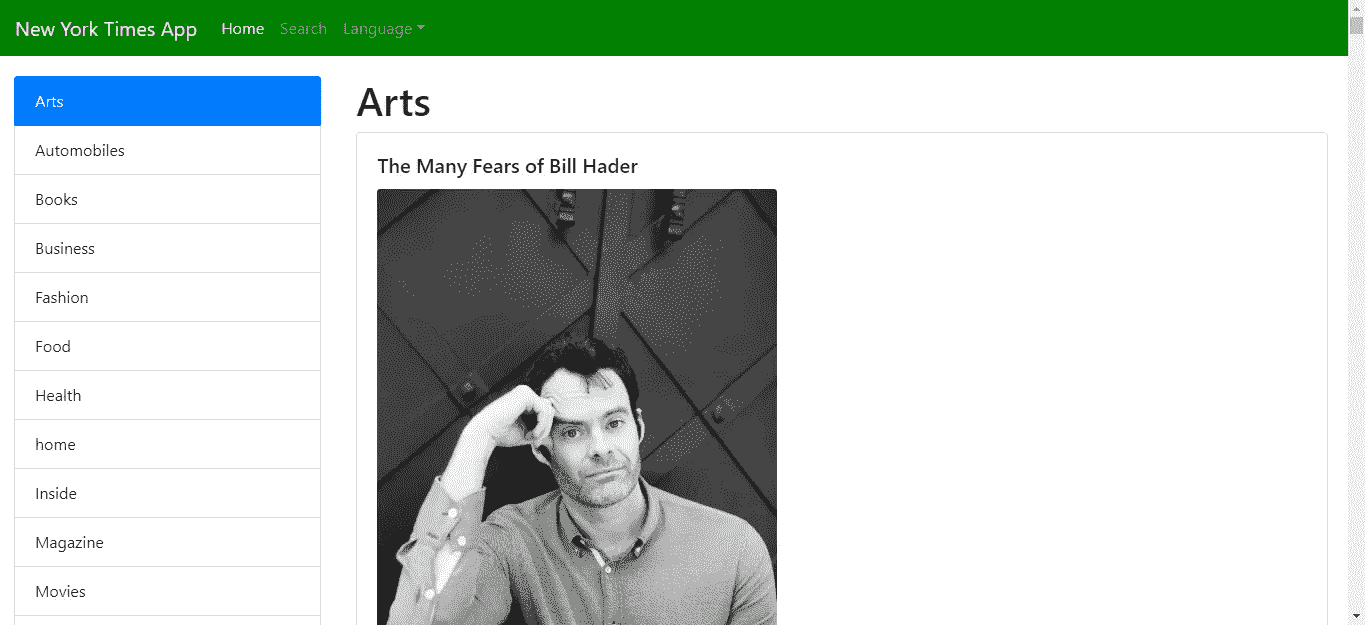 New York Times App Home Search Language
Arts
Automobiles
Books
Business
Fashion
Food
Health
home
Inside
Magazine
Movies
Arts
The Many Fears of Bill Hader